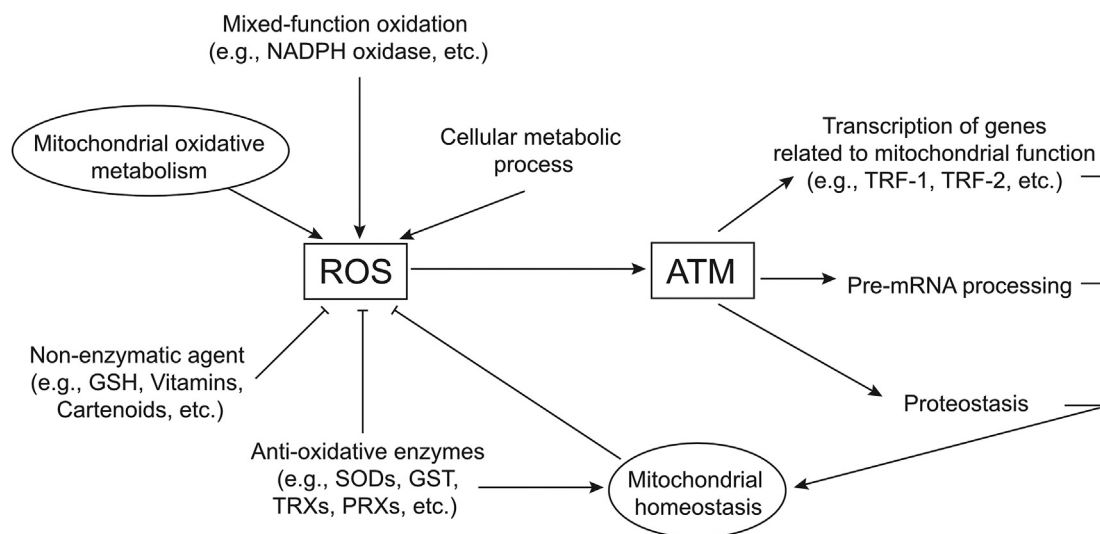 Mixed-function oxidation
(e.g., NADPH oxidase, etc.)
Mitochondrial oxidative
metabolism
Cellular metabolic
process
Transcription of genes
related to mitochondrial function
(e.g., TRF-1, TRF-2, etc.)
ROS
ATM
Pre-mRNA processing
Non-enzymatic agent
(e.g., GSH, Vitamins,
Cartenoids, etc.)
Proteostasis
Anti-oxidative enzymes
(e.g., SODs, GST,
TRXs, PRXs, etc.)
Mitochondrial
homeostasis